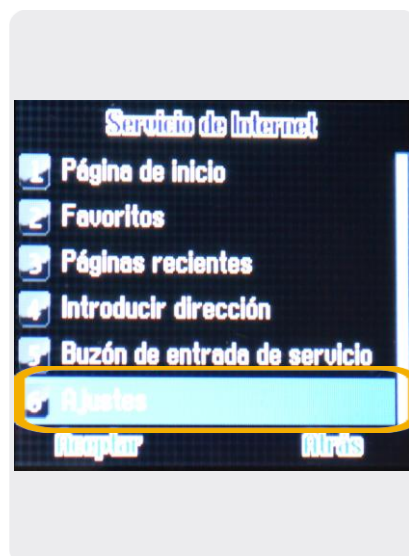 Servicio de Internet
1 Página de inicio
2 Favoritos
3 Páginas recientes
4 Introducir dirección
5 Buzón de entrada de servicio
6 Ajustes
Aceptar Atrás